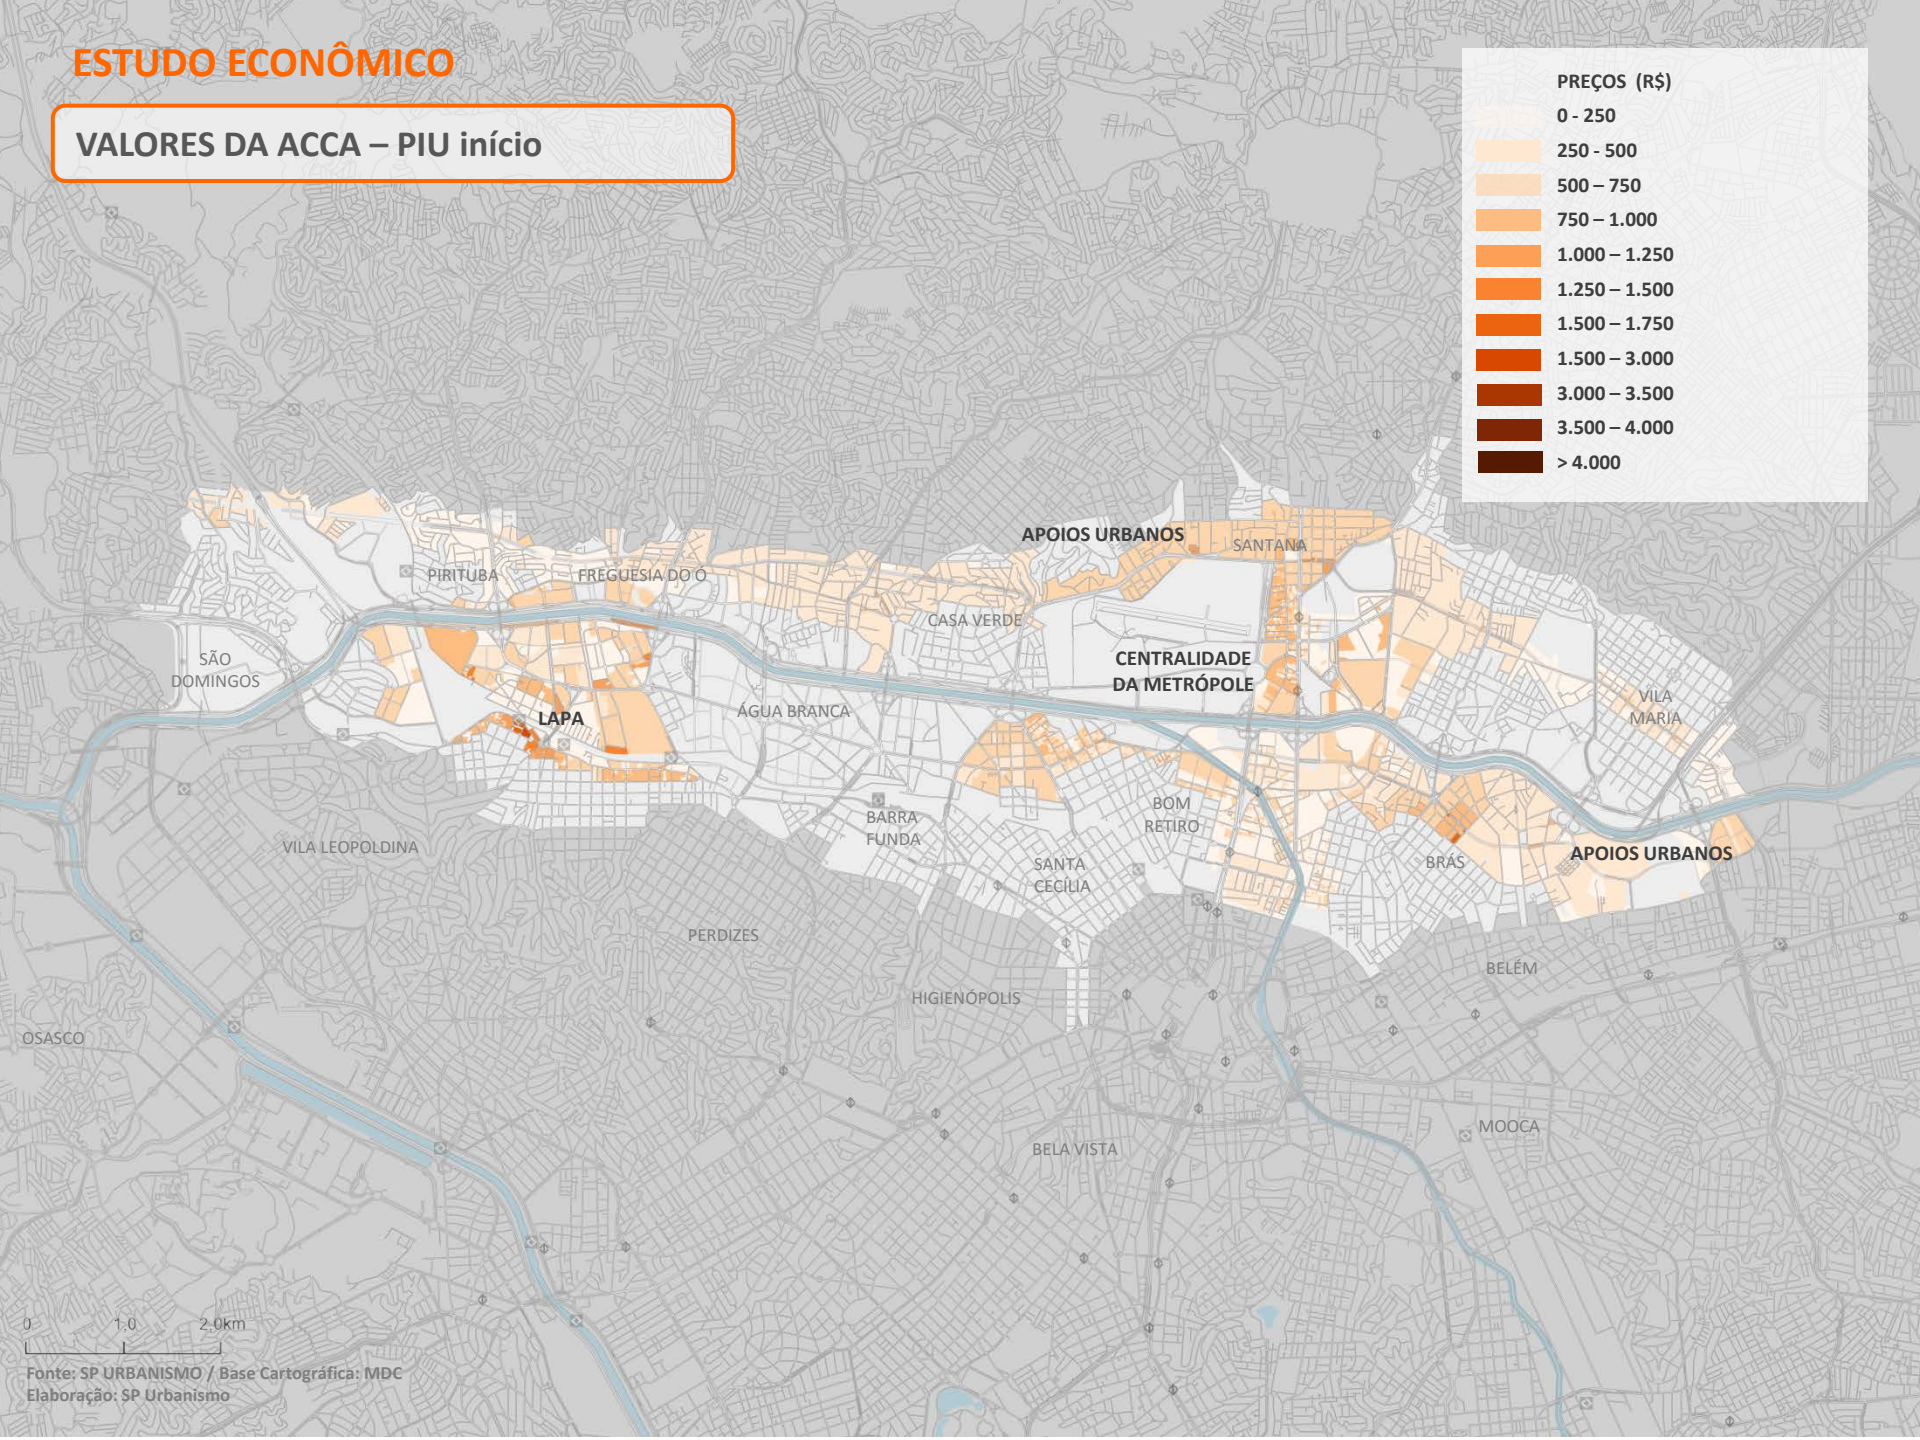 ESTUDO ECONÔMICO
VALORES DA ACCA – PIU início
PREÇOS (R$)
0 - 250
250 - 500
500 – 750
750 – 1.000
1.000 – 1.250
1.250 – 1.500
1.500 – 1.750
1.500 – 3.000
3.000 – 3.500
3.500 – 4.000
> 4.000
APOIOS URBANOS
SANTANA
PIRITUBA
FREGUESIA DO Ó
CASA VERDE
SÃO
DOMINGOS
CENTRALIDADE
DA METRÓPOLE
VILA
MARIA
LAPA
ÁGUA BRANCA
BARRA
FUNDA
BOM
RETIRO
VILA LEOPOLDINA
SANTA
CECÍLIA
BRÁS
APOIOS URBANOS
PERDIZES
BELÉM
HIGIENÓPOLIS
OSASCO
MOOCA
BELA VISTA
0 1,0 2,0km
Fonte: SP URBANISMO / Base Cartográfica: MDC
Elaboração: SP Urbanismo